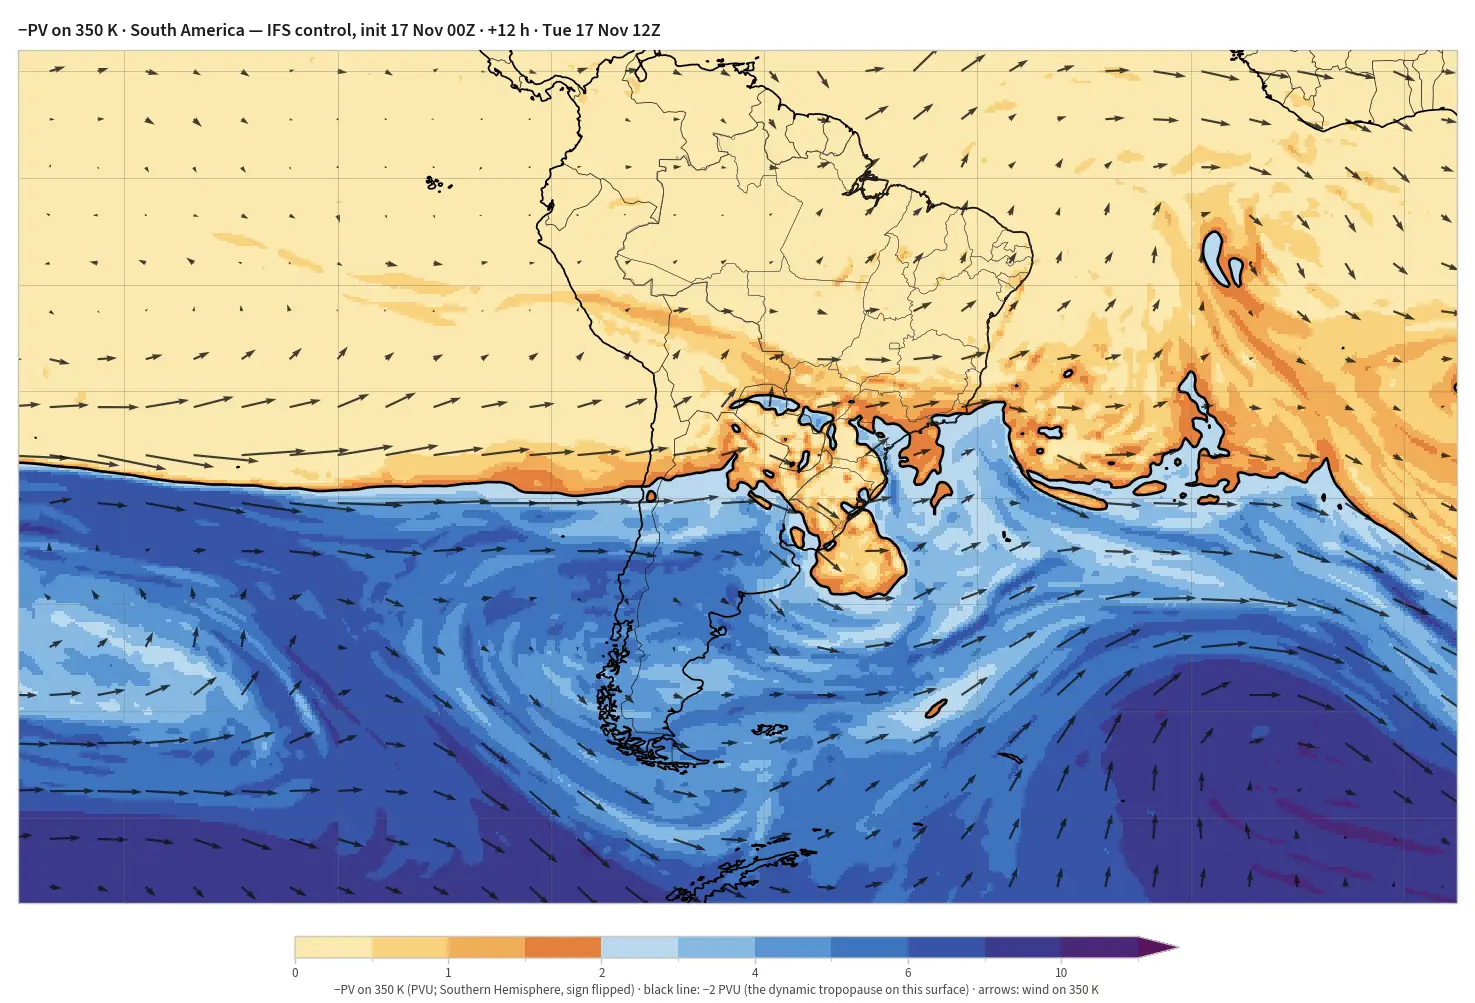 −PV on 350 K · South America — IFS control, init 17 Nov 00Z · +12 h · Tue 17 Nov 12Z
0 1 2 4 6 10
−PV on 350 K (PVU; Southern Hemisphere, sign flipped) · black line: −2 PVU (the dynamic tropopause on this surface) · arrows: wind on 350 K